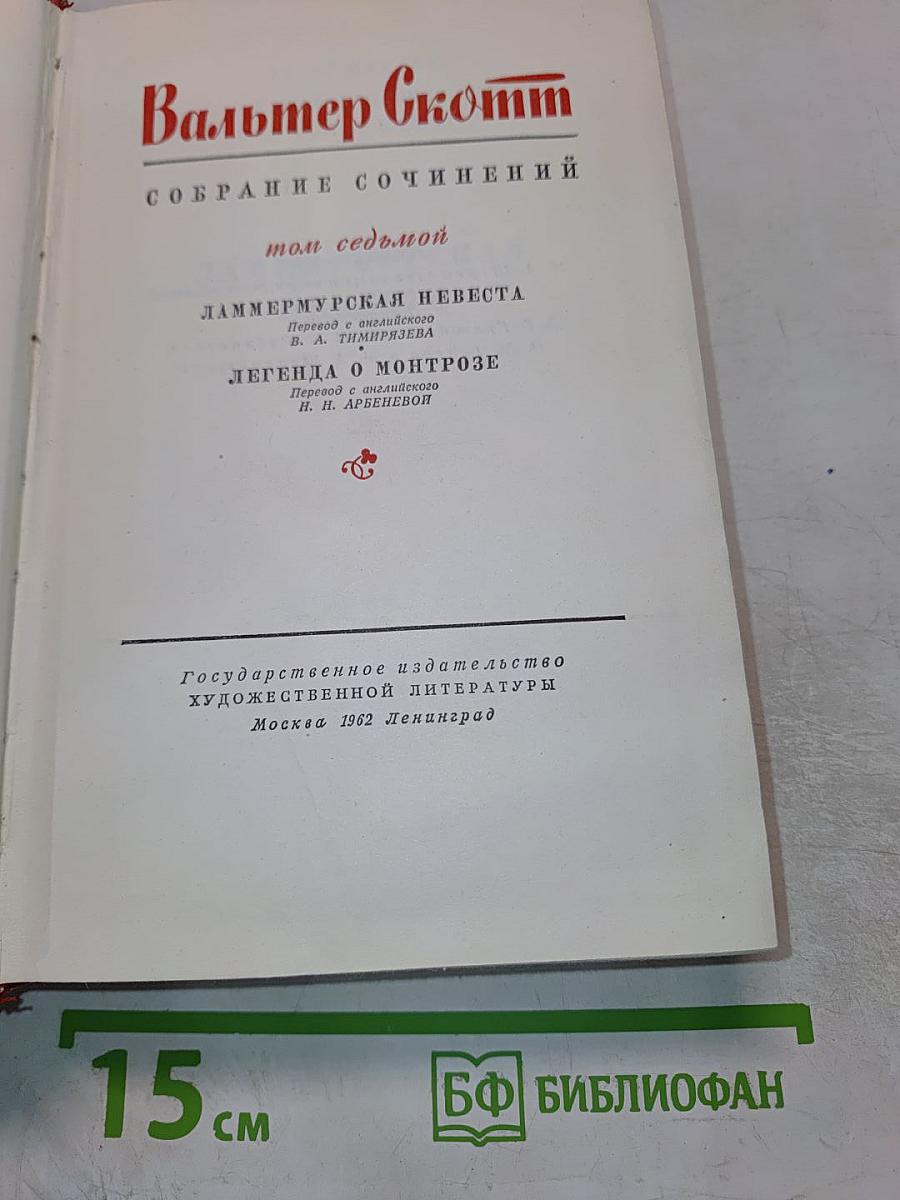 Вальтер Скотт
СОБРАНИЕ СОЧИНЕНИЙ
том седьмой
ЛАММЕРМУРСКАЯ НЕВЕСТА
Перевод с английского
В. А. ТИМИРЯЗЕВА
ЛЕГЕНДА О МОНТРОЗЕ
Перевод с английского
Н. Н. АРБЕНЕВОЙ
Государственное издательство
ХУДОЖЕСТВЕННОЙ ЛИТЕРАТУРЫ
Москва 1962 Ленинград
15 см
БФ БИБЛИОФАН